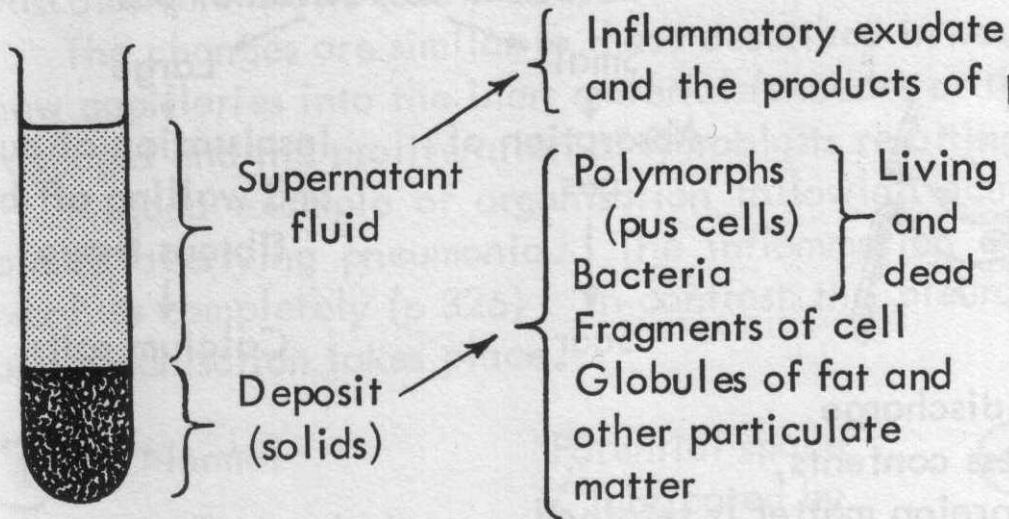 Inflammatory exudate
and the products of
Supernatant
fluid
Polymorphs
(pus cells)
Bacteria
Living
and
dead
Fragments of cell
Globules of fat and
other particulate
matter
Deposit
(solids)